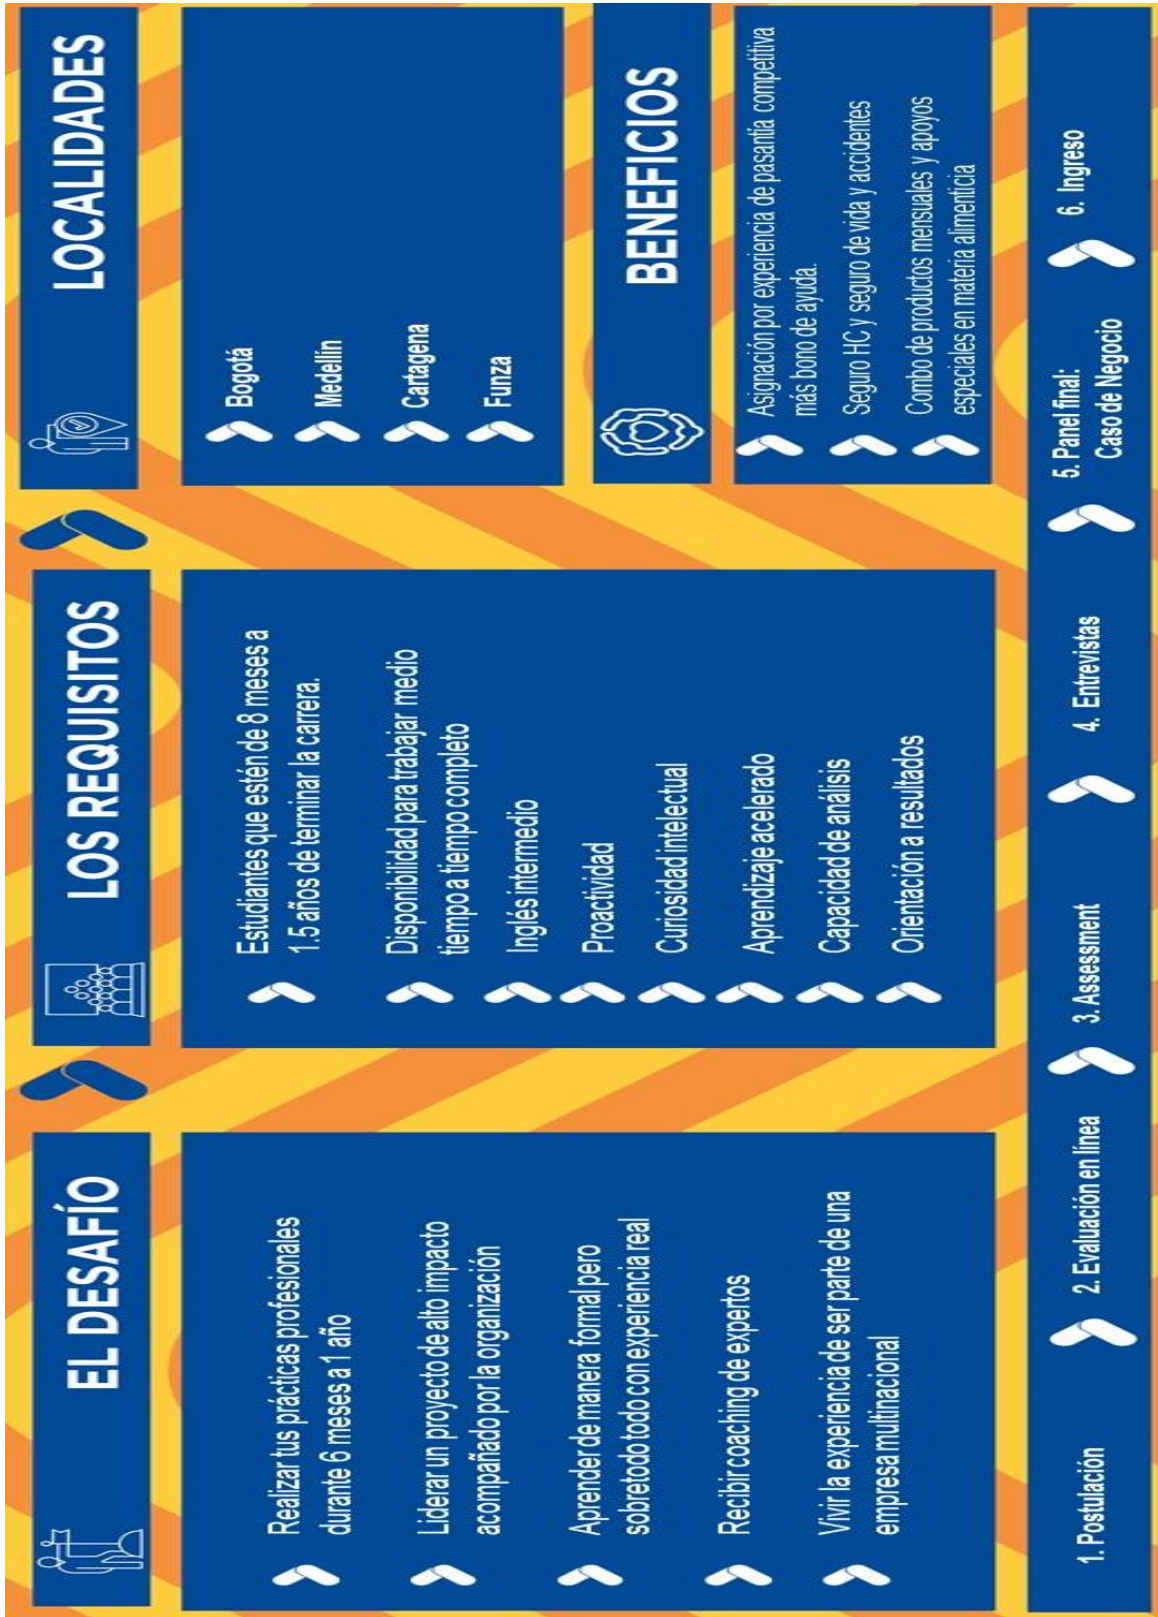 EL DESAFÍO
Realizar tus prácticas profesionales
durante 6 meses a 1 año
Liderar un proyecto de alto impacto
acompañado por la organización
Aprender de manera formal pero
sobretodo todo con experiencia real
Recibir coaching de expertos
Vivir la experiencia de ser parte de una
empresa multinacional
LOS REQUISITOS
Estudiantes que estén de 8 meses a
1.5 años de terminar la carrera.
Disponibilidad para trabajar medio
tiempo a tiempo completo
Inglés intermedio
Proactividad
Curiosidad intelectual
Aprendizaje acelerado
Capacidad de análisis
Orientación a resultados
LOCALIDADES
Bogotá
Medellín
Cartagena
Funza
BENEFICIOS
Asignación por experiencia de pasantía competitiva
más bono de ayuda.
Seguro HC y seguro de vida y accidentes
Combo de productos mensuales y apoyos
especiales en materia alimenticia
1. Postulación
2. Evaluación en línea
3. Assessment
4. Entrevistas
5. Panel final:
Caso de Negocio
6. Ingreso